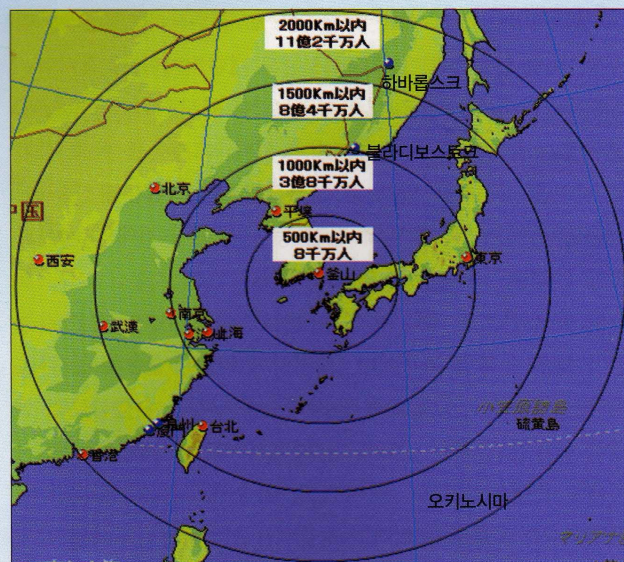 2000Km以内
11億2千万人
하바롭스크
1500Km以内
8億4千万人
블라디보스토크
1000Km以内
3億8千万人
北京
平壌
中国
500Km以内
8千万人
西安
釜山
東京
南京
武漢
上海
台北
硫黄島
香港
오키노시마